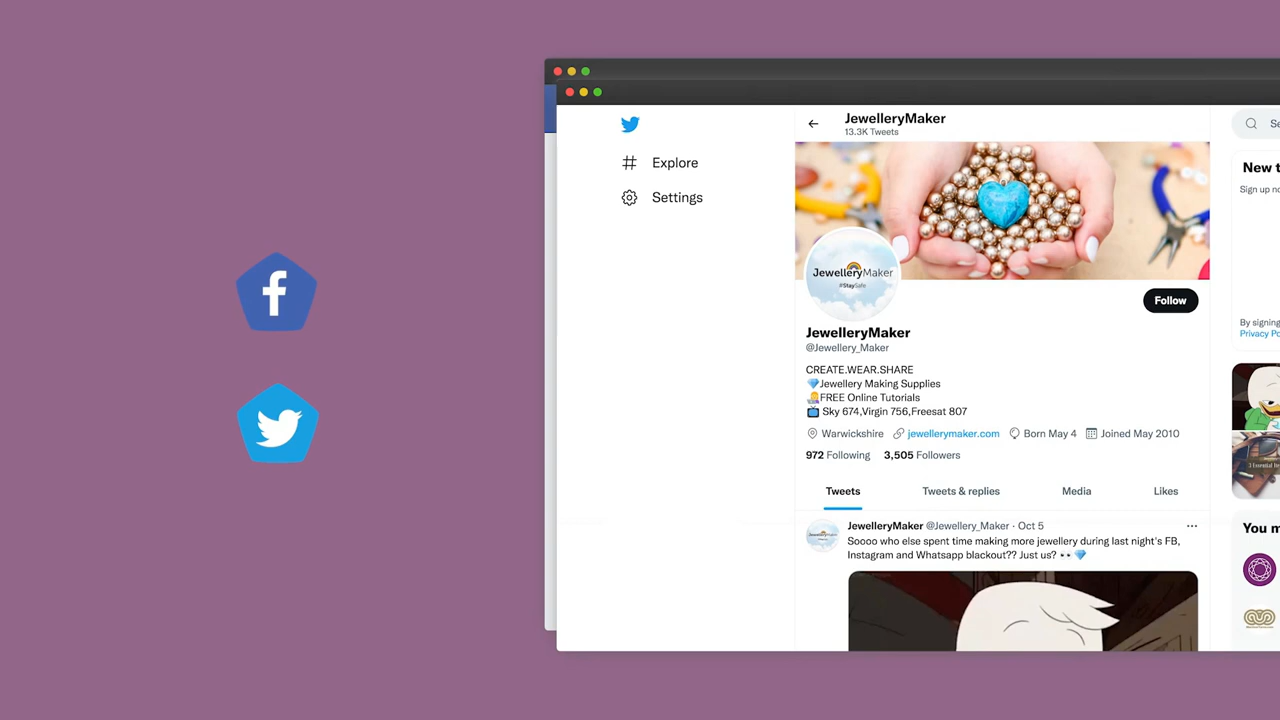 JewelleryMaker
13.3K Tweets
Explore
Settings
Se
New t
Sign up no
JewelleryMaker
#StaySafe
Follow
By signing
Privacy Po
JewelleryMaker
@Jewellery_Maker
CREATE.WEAR.SHARE
💎Jewellery Making Supplies
👩‍🎨FREE Online Tutorials
📺 Sky 674,Virgin 756,Freesat 807
Warwickshire jewellerymaker.com Born May 4 Joined May 2010
972 Following 3,505 Followers
Tweets Tweets & replies Media Likes
You m
JewelleryMaker @Jewellery_Maker · Oct 5
Soooo who else spent time making more jewellery during last night's FB,
Instagram and Whatsapp blackout?? Just us? 👀 💎